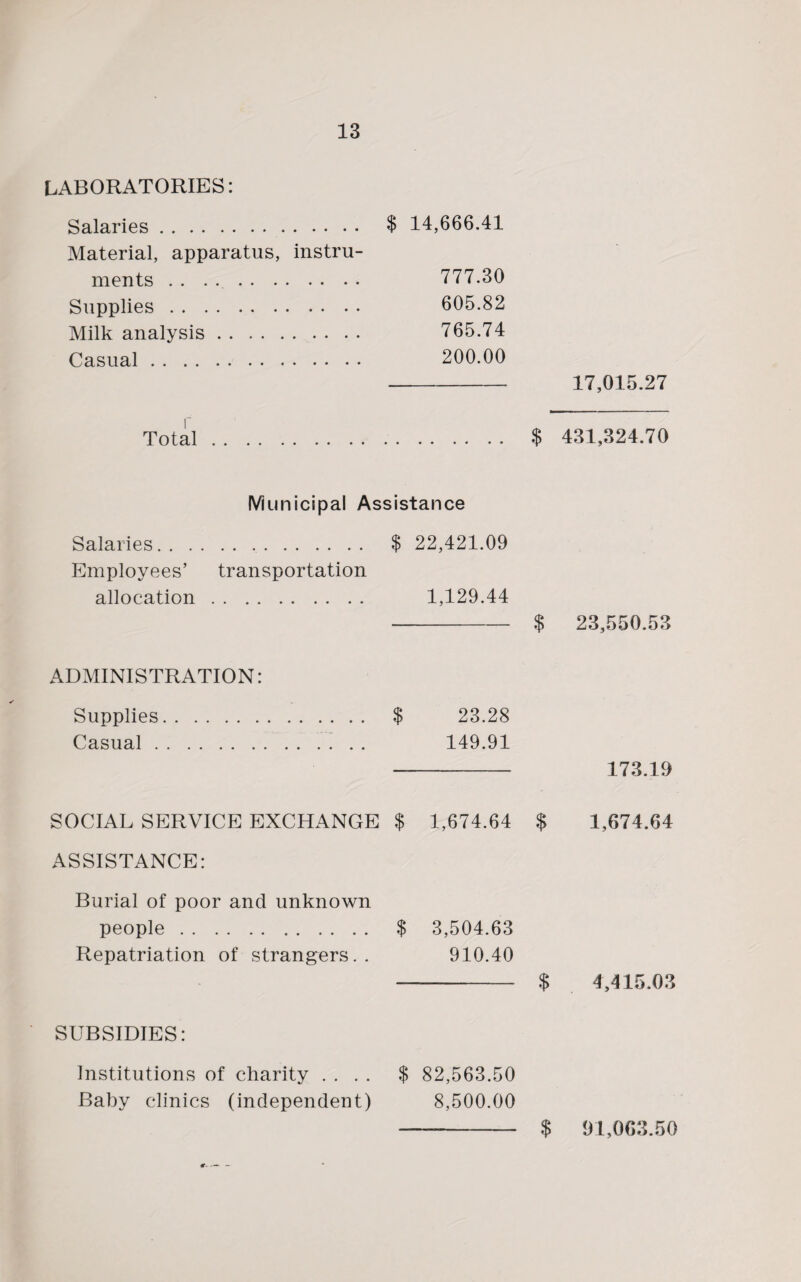 13
LABORATORIES:
Salaries . . . . . . . . . . . . . . $ 14,666.41
Material, apparatus, instru-
ments . . . . . . . . . . . . 777.30
Supplies . . . . . . . . . . . . 605.82
Milk analysis . . . . . . . . . . 765.74
Casual . . . . . . . . . . . . . 200.00
17,015.27
Total . . . . . . . . . . . . . . . . . . $ 431,324.70
Municipal Assistance
Salaries. . . . . . . . . . . . . . $ 22,421.09
Employees’ transportation
allocation . . . . . . . . . . 1,129.44
$ 23,550.53
ADMINISTRATION:
Supplies. . . . . . . . . . . . . . $ 23.28
Casual . . . . . . . . . . . . . . 149.91
173.19
SOCIAL SERVICE EXCHANGE $ 1,674.64 $ 1,674.64
ASSISTANCE:
Burial of poor and unknown
people . . . . . . . . . . . . $ 3,504.63
Repatriation of strangers. . 910.40
$ 4,415.03
SUBSIDIES:
Institutions of charity . . . . $ 82,563.50
Baby clinics (independent) 8,500.00
$ 91,063.50